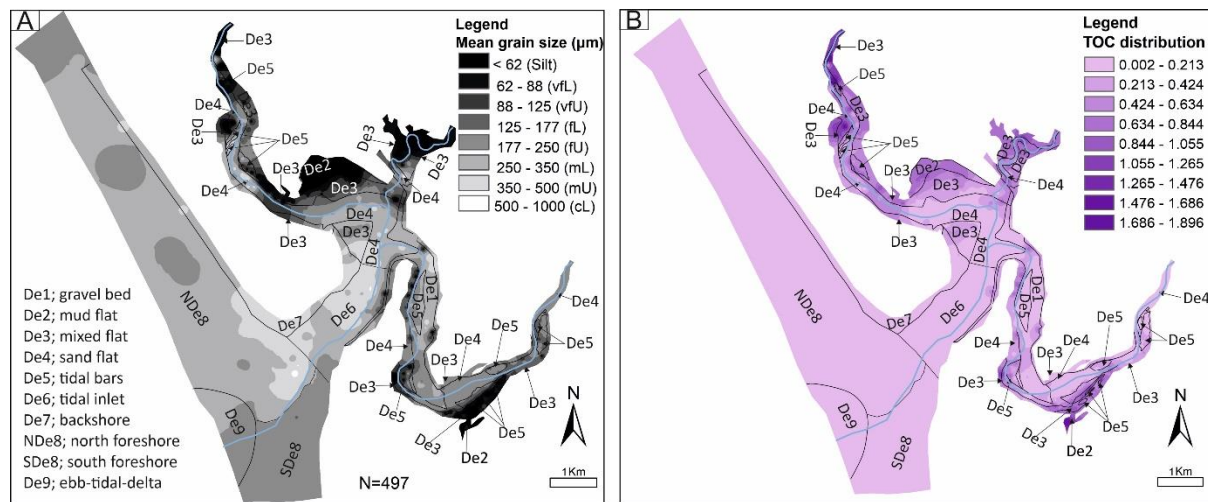 A
Legend
Mean grain size (µm)
< 62 (Silt)
62 - 88 (vfL)
88 - 125 (vfU)
125 - 177 (fL)
177 - 250 (fU)
250 - 350 (mL)
350 - 500 (mU)
500 - 1000 (cL)
De3
De5
De4
De3
De5
De3
De2
De3
De3
De4
De3
De4
De3
De4
De3
De3
De4
De1
De5
De6
De7
NDe8
De4
De5
De4
De3
De5
De4
De3
De5
De3
De5
De3
De2
De9
SDe8
De1; gravel bed
De2; mud flat
De3; mixed flat
De4; sand flat
De5; tidal bars
De6; tidal inlet
De7; backshore
NDe8; north foreshore
SDe8; south foreshore
De9; ebb-tidal-delta
N=497
N
1Km
B
Legend
TOC distribution
0.002 - 0.213
0.213 - 0.424
0.424 - 0.634
0.634 - 0.844
0.844 - 1.055
1.055 - 1.265
1.265 - 1.476
1.476 - 1.686
1.686 - 1.896
De3
De5
De4
De3
De5
De3
De2
De3
De3
De4
De4
De3
De4
De3
De3
De4
De1
De5
De6
De7
NDe8
De4
De5
De4
De3
De5
De4
De3
De5
De3
De5
De3
De2
De9
SDe8
N
1Km